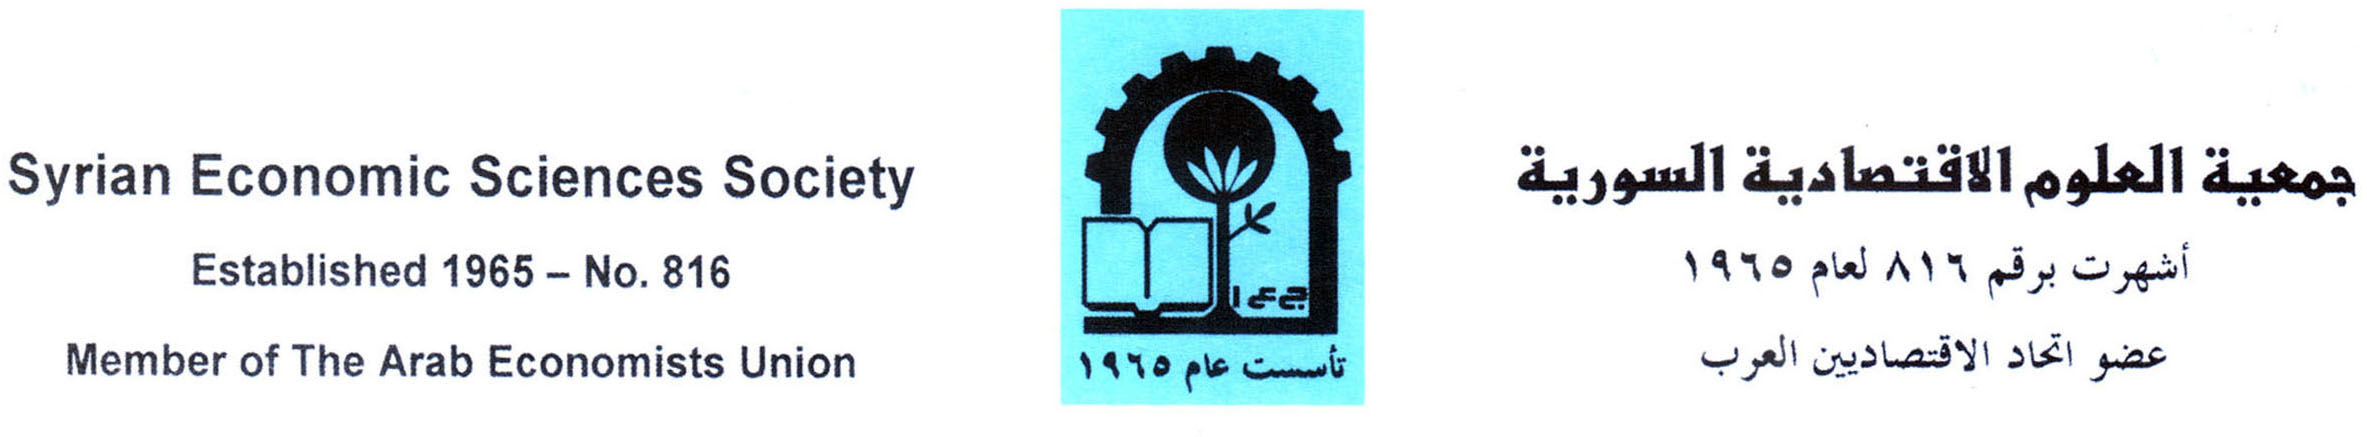 Syrian Economic Sciences Society
Established 1965 – No. 816
Member of The Arab Economists Union
ج ع ا
تأسست عام ١٩٦٥
جمعية العلوم الاقتصادية السورية
أشهرت برقم ٨١٦ لعام ١٩٦٥
عضو اتحاد الاقتصاديين العرب